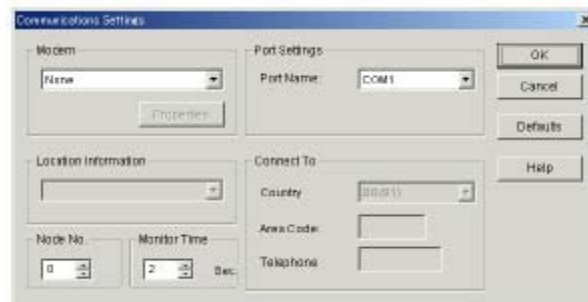 Communications Settings
Modem
None
Properties
Port Settings
Port Name:
COM1
OK
Cancel
Defaults
Help
Location Information
Connect To
Country
Area Code:
Telephone
Node No.
0
Monitor Time
2
Sec.